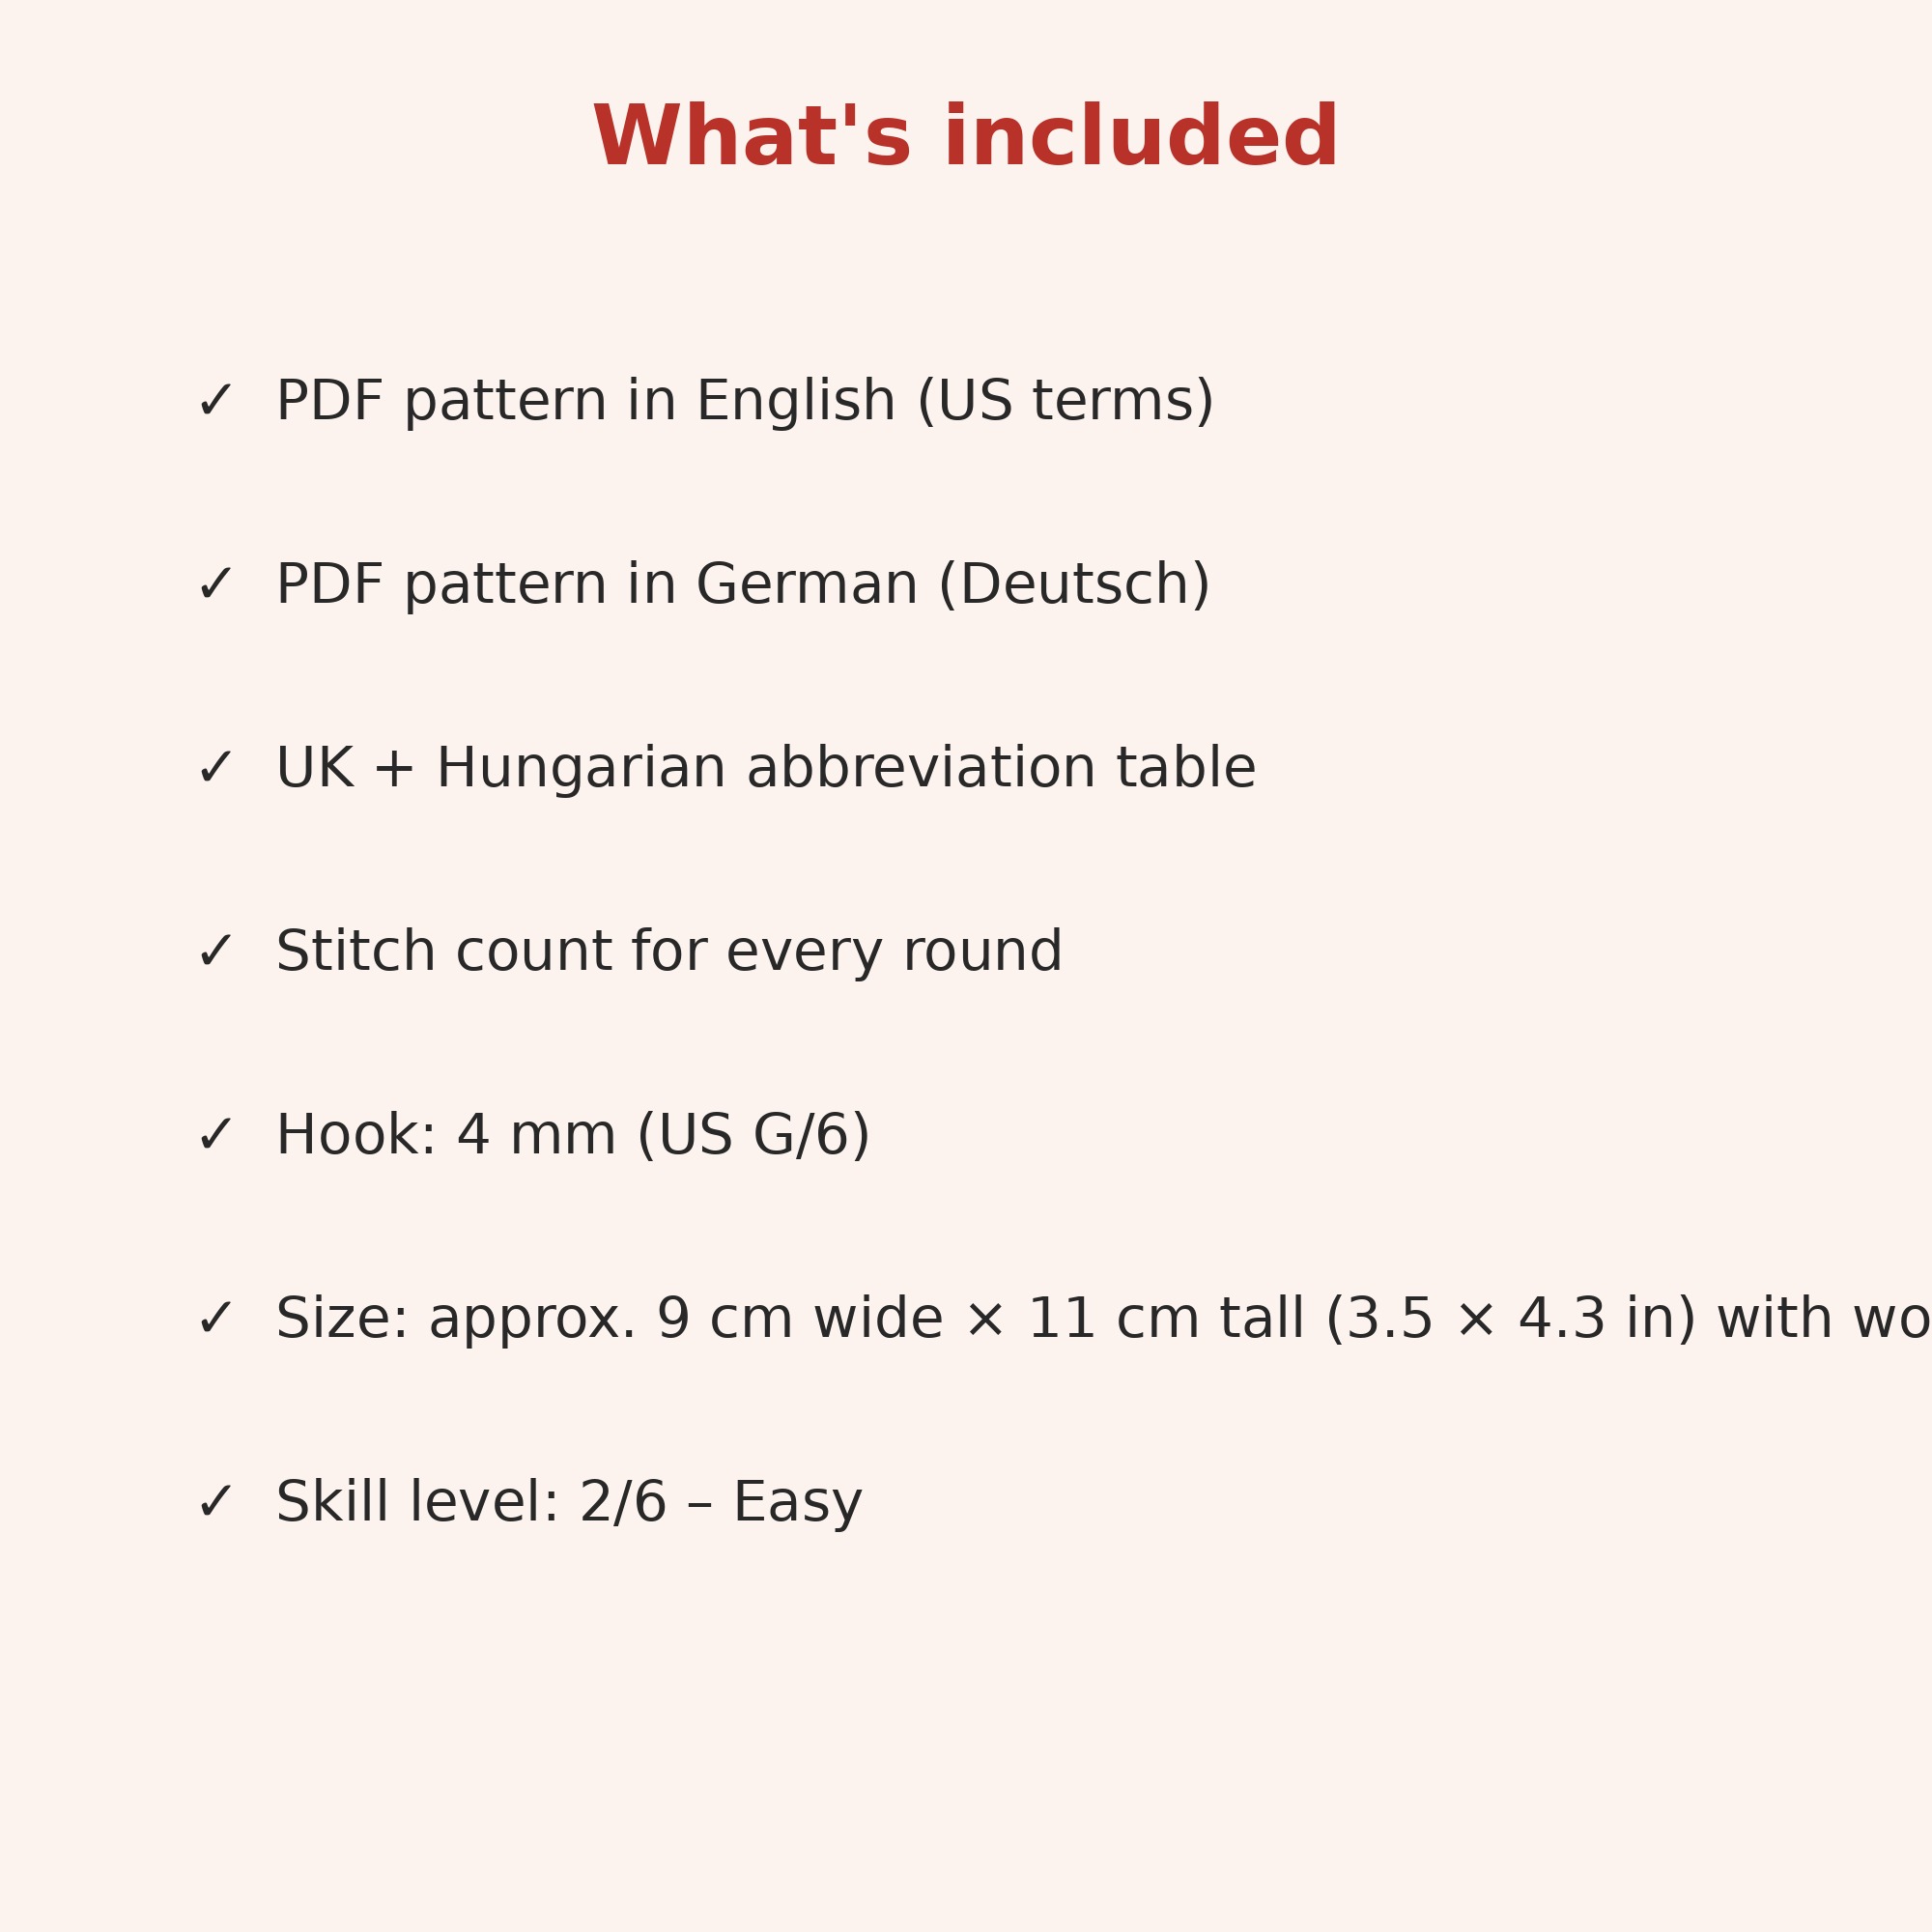 What's included
✓ PDF pattern in English (US terms)
✓ PDF pattern in German (Deutsch)
✓ UK + Hungarian abbreviation table
✓ Stitch count for every round
✓ Hook: 4 mm (US G/6)
✓ Size: approx. 9 cm wide × 11 cm tall (3.5 × 4.3 in) with
✓ Skill level: 2/6 – Easy